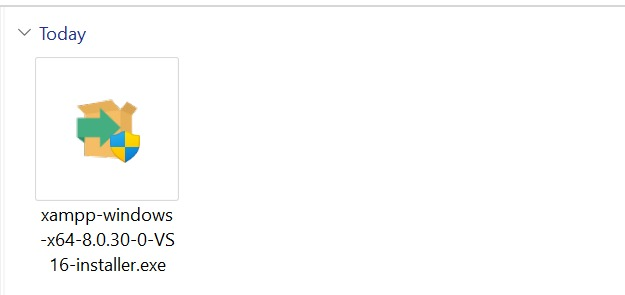 Today
xampp-windows
-x64-8.0.30-0-VS
16-installer.exe